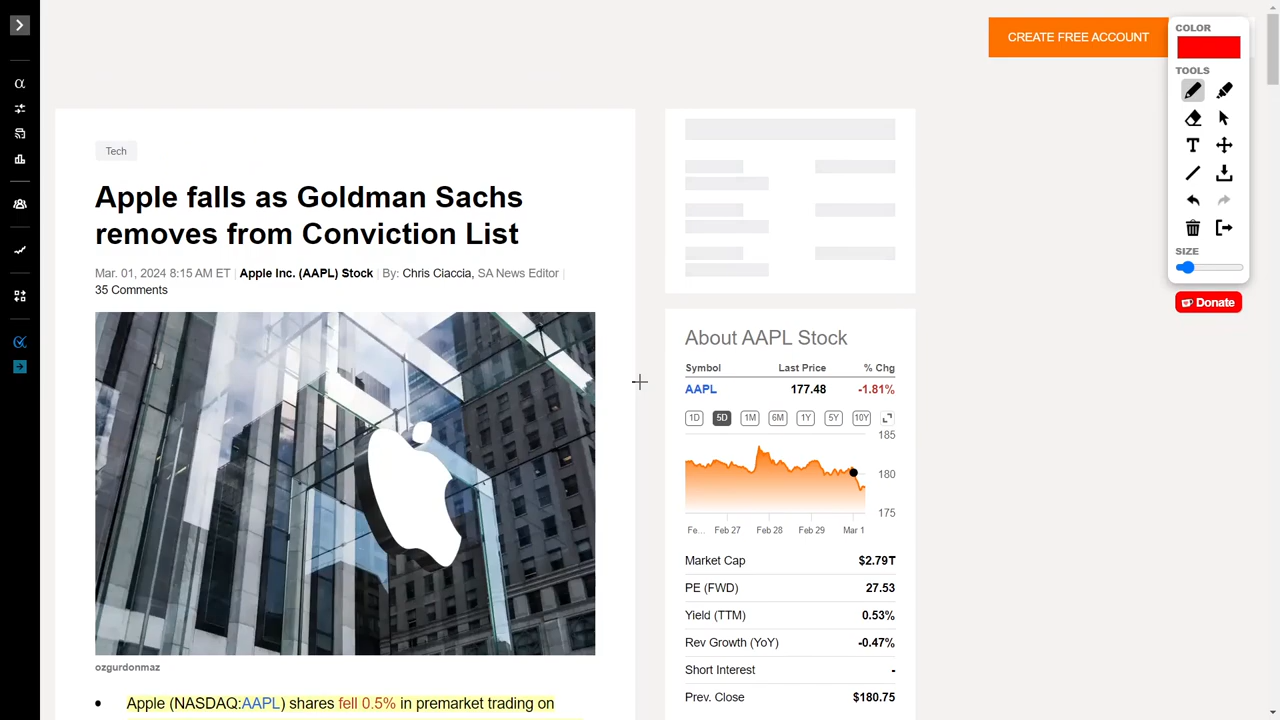 CREATE FREE ACCOUNT
COLOR
TOOLS
SIZE
Donate
Tech
Apple falls as Goldman Sachs
removes from Conviction List
Mar. 01, 2024 8:15 AM ET | Apple Inc. (AAPL) Stock | By: Chris Ciaccia, SA News Editor |
35 Comments
ozgurdonmaz
• Apple (NASDAQ:AAPL) shares fell 0.5% in premarket trading on
About AAPL Stock
Symbol Last Price % Chg
AAPL 177.48 -1.81%
1D 5D 1M 6M 1Y 5Y 10Y
185
180
175
Fe... Feb 27 Feb 28 Feb 29 Mar 1
Market Cap $2.79T
PE (FWD) 27.53
Yield (TTM) 0.53%
Rev Growth (YoY) -0.47%
Short Interest -
Prev. Close $180.75